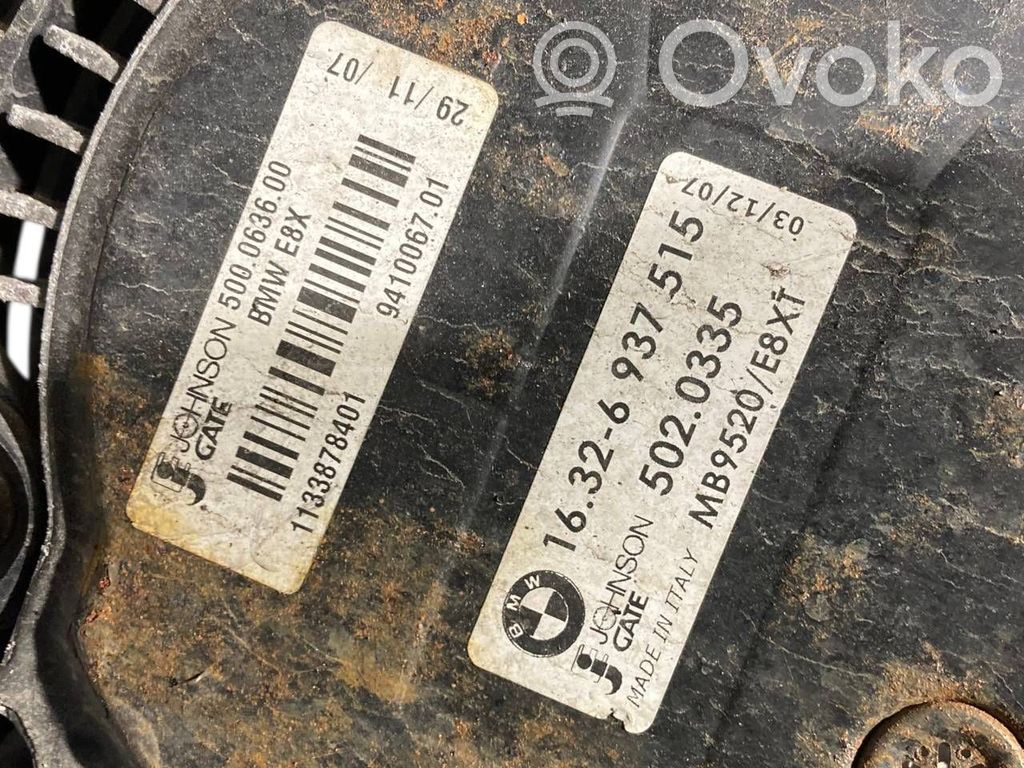 Ovoko
29/11/07
JOHNSON 500.0636.00
GATE BMW E8X
1133878401
9410067.01
03/12/07
BMW
16.32-6 937 515
JOHNSON
GATE
502.0335
MADE IN ITALY
MB9520/E8XT